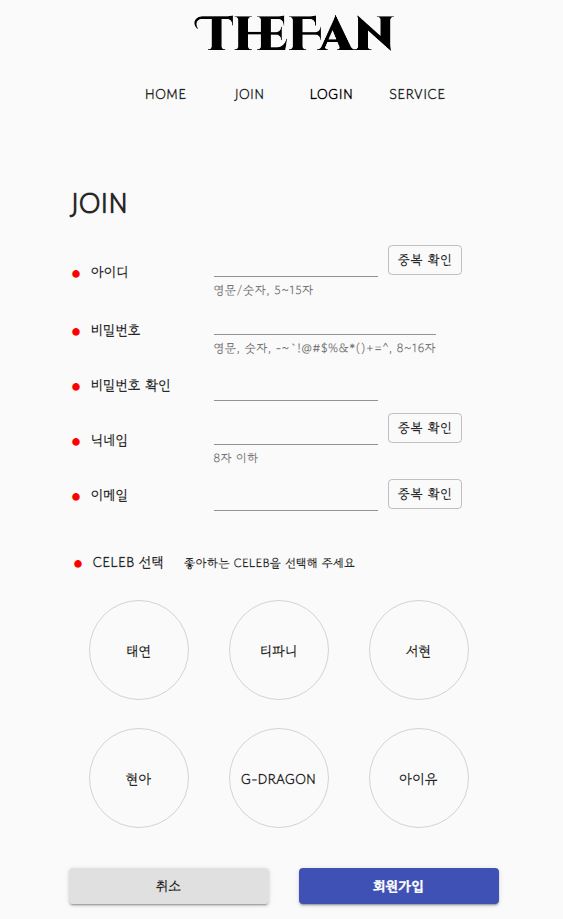 THEFAN
HOME JOIN LOGIN SERVICE
JOIN
아이디 중복 확인
영문/숫자, 5~15자
비밀번호
영문, 숫자, -~`!@#$%&*()+=^, 8~16자
비밀번호 확인
닉네임 중복 확인
8자 이하
이메일 중복 확인
CELEB 선택 좋아하는 CELEB을 선택해 주세요
태연 티파니 서현
현아 G-DRAGON 아이유
취소 회원가입